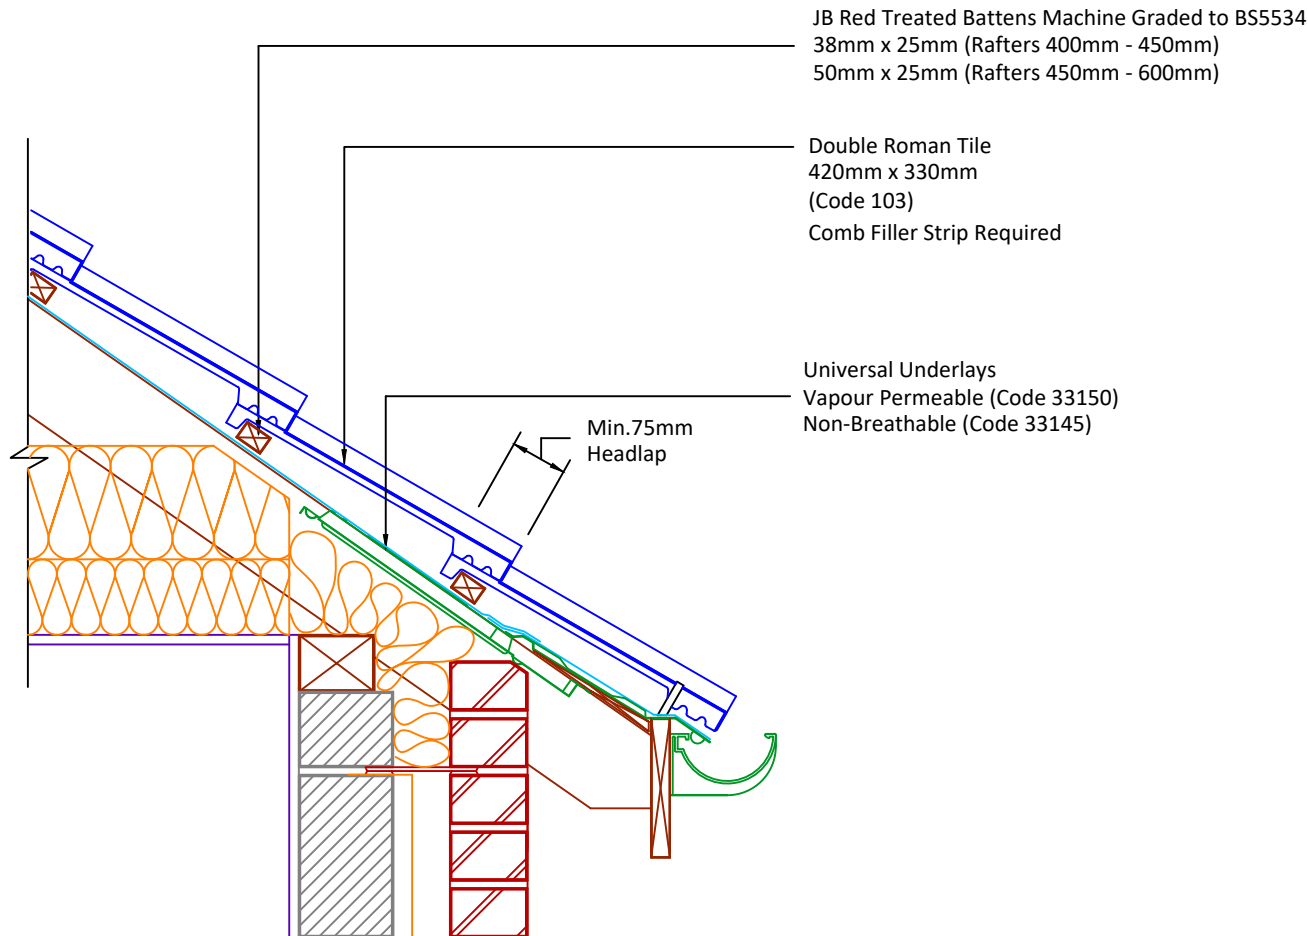 JB Red Treated Battens Machine Graded to BS5534
38mm x 25mm (Rafters 400mm - 450mm)
50mm x 25mm (Rafters 450mm - 600mm)
Double Roman Tile
420mm x 330mm
(Code 103)
Comb Filler Strip Required
Universal Underlays
Vapour Permeable (Code 33150)
Non-Breathable (Code 33145)
Min.75mm
Headlap